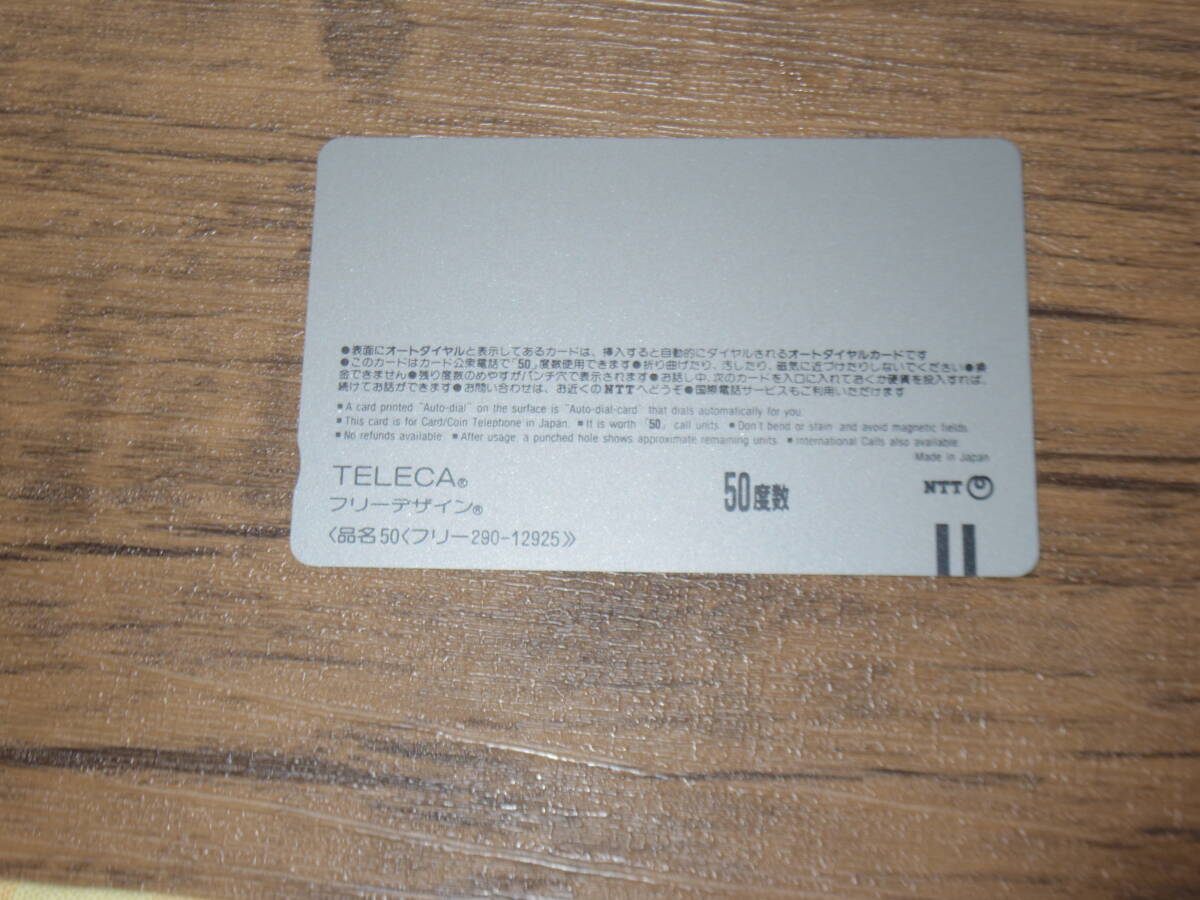 ●表面にオートダイヤルと表示してあるカードは、挿入すると自動的にダイヤルされるオートダイヤルカードです
●このカードはカード公衆電話で「50」度数使用できます●折り曲げたり、汚したり、磁気に近づけたりしないでください●換
金できません●残り度数のめやすがパンチ穴で表示されます●お話し中、次のカードを入口に入れておくか硬貨を投入すれば、
続けてお話ができます●お問い合わせは、お近くのNTTへどうぞ●国際電話サービスもご利用いただけます
■A card printed "Auto-dial" on the surface is "Auto-dial-card" that dials automatically for you.
■This card is for Card/Coin Telephone in Japan. ■It is worth「50」call units. ■Don't bend or stain and avoid magnetic fields.
■No refunds available. ■After usage, a punched hole shows approximate remaining units. ■International Calls also available.
Made in Japan
TELECA®
フリーデザイン®
〈品名50〈フリー290-12925》
50度数
NTT